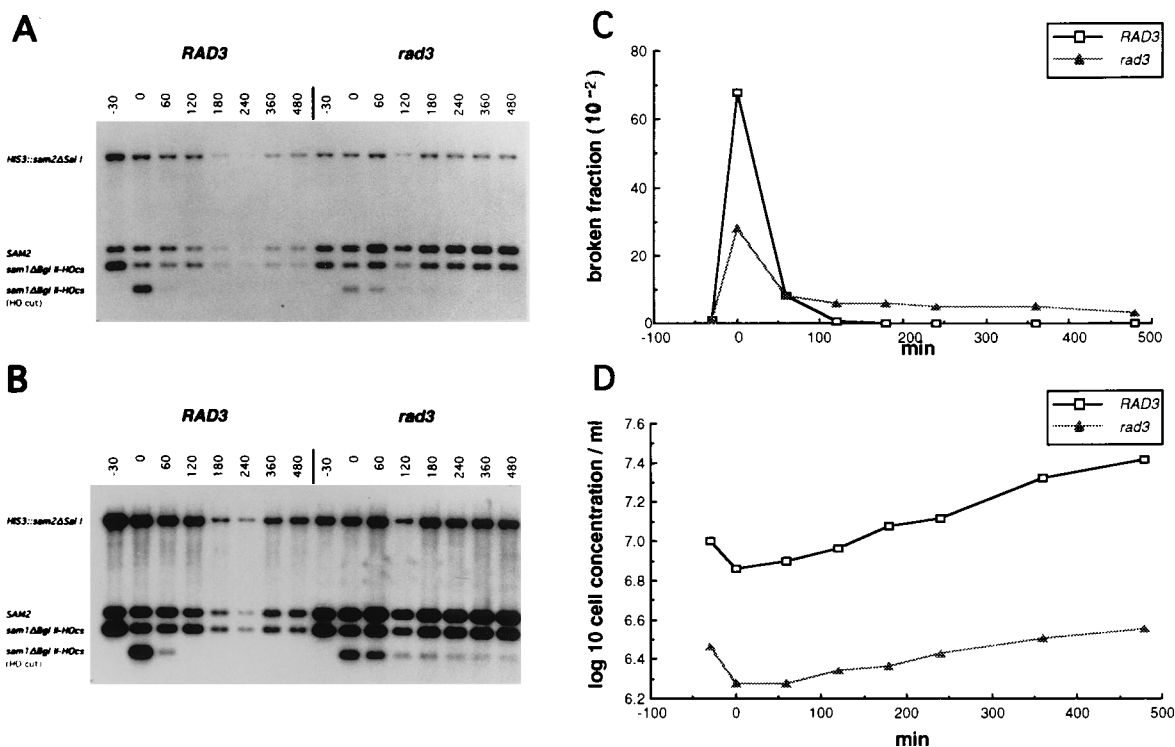 A
RAD3
rad3
-30 0 60 120 180 240 360 480 -30 0 60 120 180 240 360 480
HIS3::sam2ΔSal I
SAM2
sam1ΔBgl II-HOcs
sam1ΔBgl II-HOcs
(HO cut)
B
RAD3
rad3
-30 0 60 120 180 240 360 480 -30 0 60 120 180 240 360 480
HIS3::sam2ΔSal I
SAM2
sam1ΔBgl II-HOcs
sam1ΔBgl II-HOcs
(HO cut)
C
RAD3
rad3
broken fraction (10 -2)
80
60
40
20
0
-100 0 100 200 300 400 500
min
D
RAD3
rad3
log 10 cell concentration / ml
7.6
7.4
7.2
7.0
6.8
6.6
6.4
6.2
-100 0 100 200 300 400 500
min